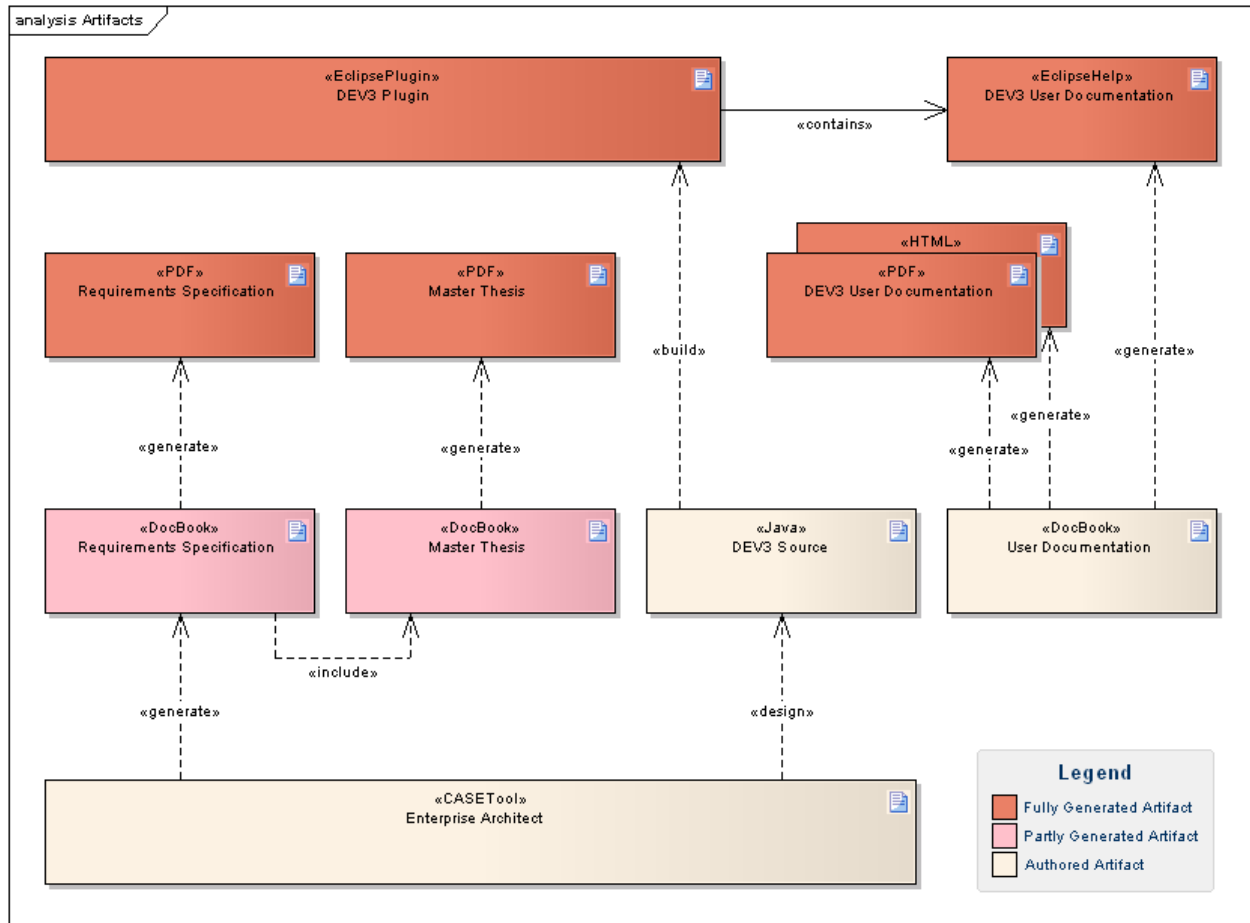 analysis Artifacts
«EclipsePlugin»
DEV3 Plugin
«EclipseHelp»
DEV3 User Documentation
«contains»
«HTML»
«PDF»
Requirements Specification
«PDF»
Master Thesis
«PDF»
DEV3 User Documentation
«build»
«generate»
«generate»
«generate»
«generate»
«generate»
«DocBook»
Requirements Specification
«DocBook»
Master Thesis
«Java»
DEV3 Source
«DocBook»
User Documentation
«include»
«generate»
«design»
«CASETool»
Enterprise Architect
Legend
Fully Generated Artifact
Partly Generated Artifact
Authored Artifact